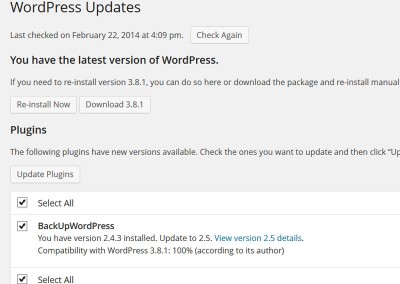 WordPress Updates
Last checked on February 22, 2014 at 4:09 pm. Check Again
You have the latest version of WordPress.
If you need to re-install version 3.8.1, you can do so here or download the package and re-install manual
Re-install Now Download 3.8.1
Plugins
The following plugins have new versions available. Check the ones you want to update and then click “Up
Update Plugins
Select All
BackUpWordPress
You have version 2.4.3 installed. Update to 2.5. View version 2.5 details.
Compatibility with WordPress 3.8.1: 100% (according to its author)
Select All